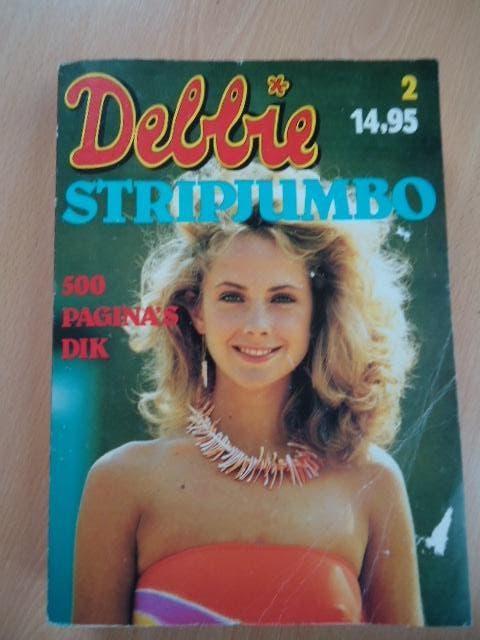 Debbie
2
14.95
STRIPJUMBO
500
PAGINA'S
DIK